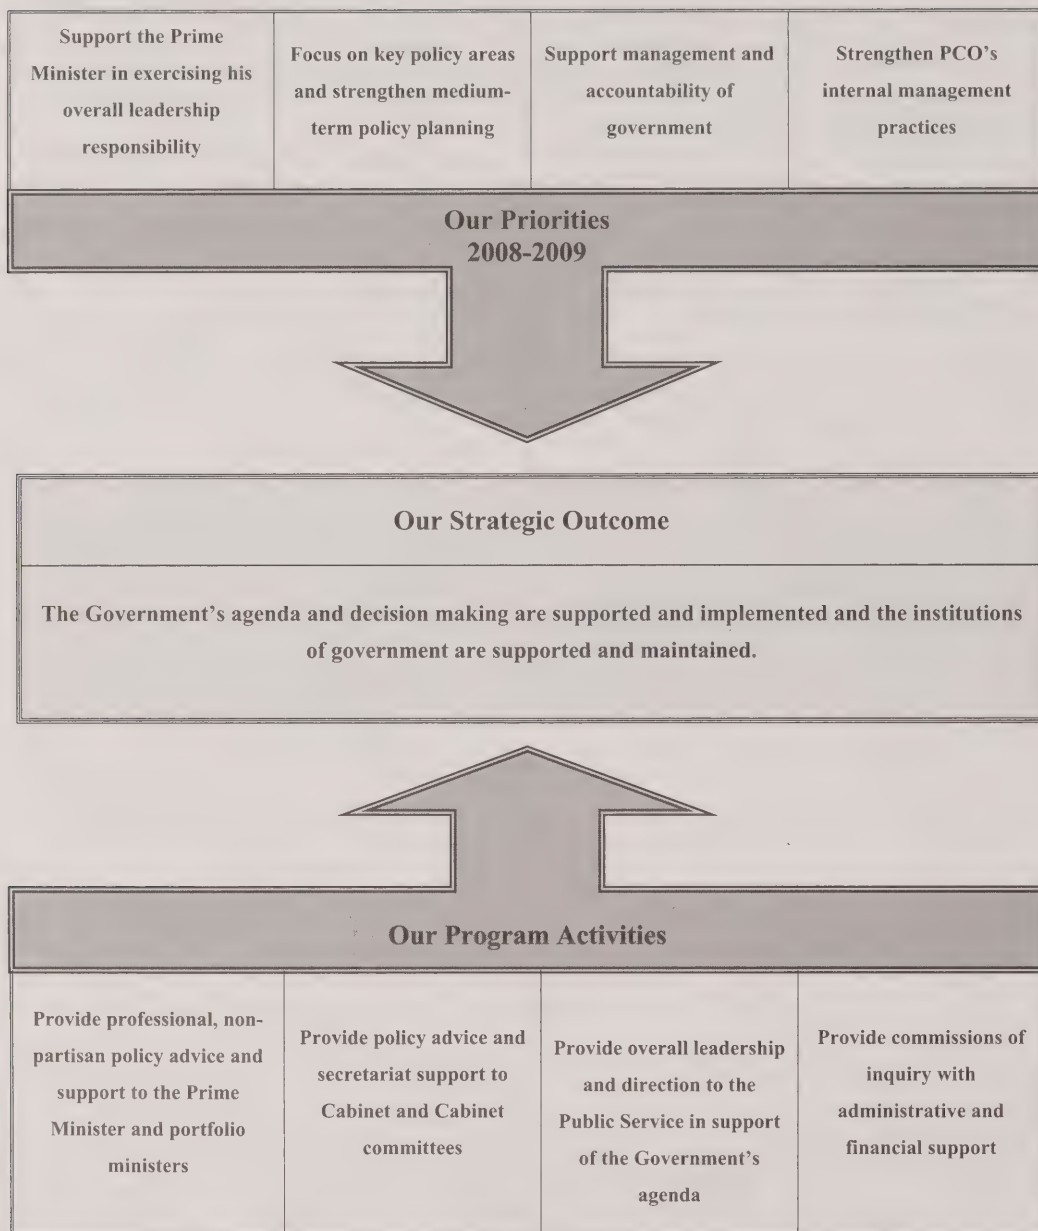 Support the Prime
Minister in exercising his
overall leadership
responsibility
Focus on key policy areas
and strengthen medium-
term policy planning
Support management and
accountability of
government
Strengthen PCO's
internal management
practices
Our Priorities
2008-2009
Our Strategic Outcome
The Government's agenda and decision making are supported and implemented and the institutions
of government are supported and maintained.
Our Program Activities
Provide professional, non-
partisan policy advice and
support to the Prime
Minister and portfolio
ministers
Provide policy advice and
secretariat support to
Cabinet and Cabinet
committees
Provide overall leadership
and direction to the
Public Service in support
of the Government's
agenda
Provide commissions of
inquiry with
administrative and
financial support